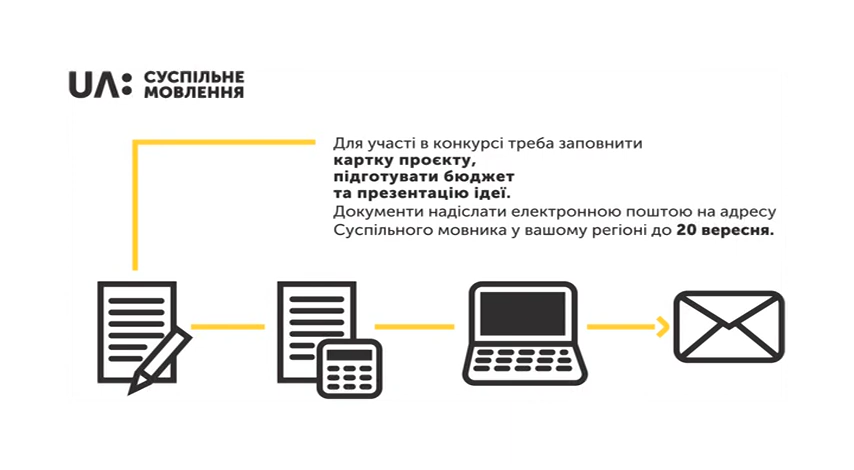 UA: СУСПІЛЬНЕ
МОВЛЕННЯ
Для участі в конкурсі треба заповнити
картку проєкту,
підготувати бюджет
та презентацію ідеї.
Документи надіслати електронною поштою на адресу
Суспільного мовника у вашому регіоні до 20 вересня.